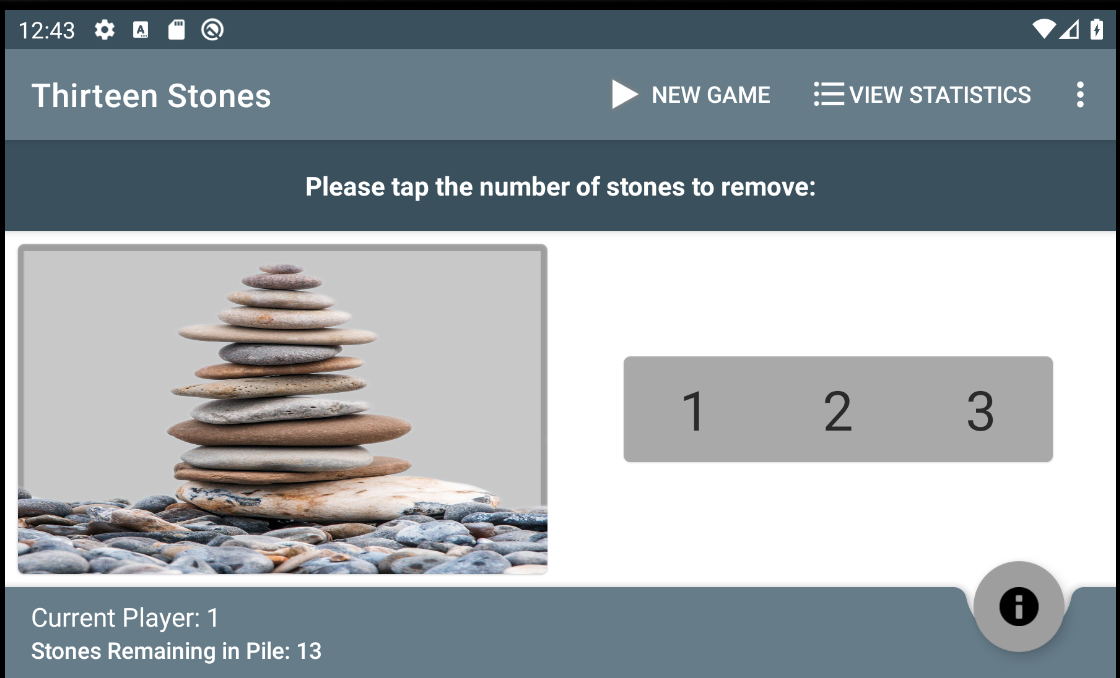 12:43
Thirteen Stones
NEW GAME
VIEW STATISTICS
Please tap the number of stones to remove:
1 2 3
Current Player: 1
Stones Remaining in Pile: 13